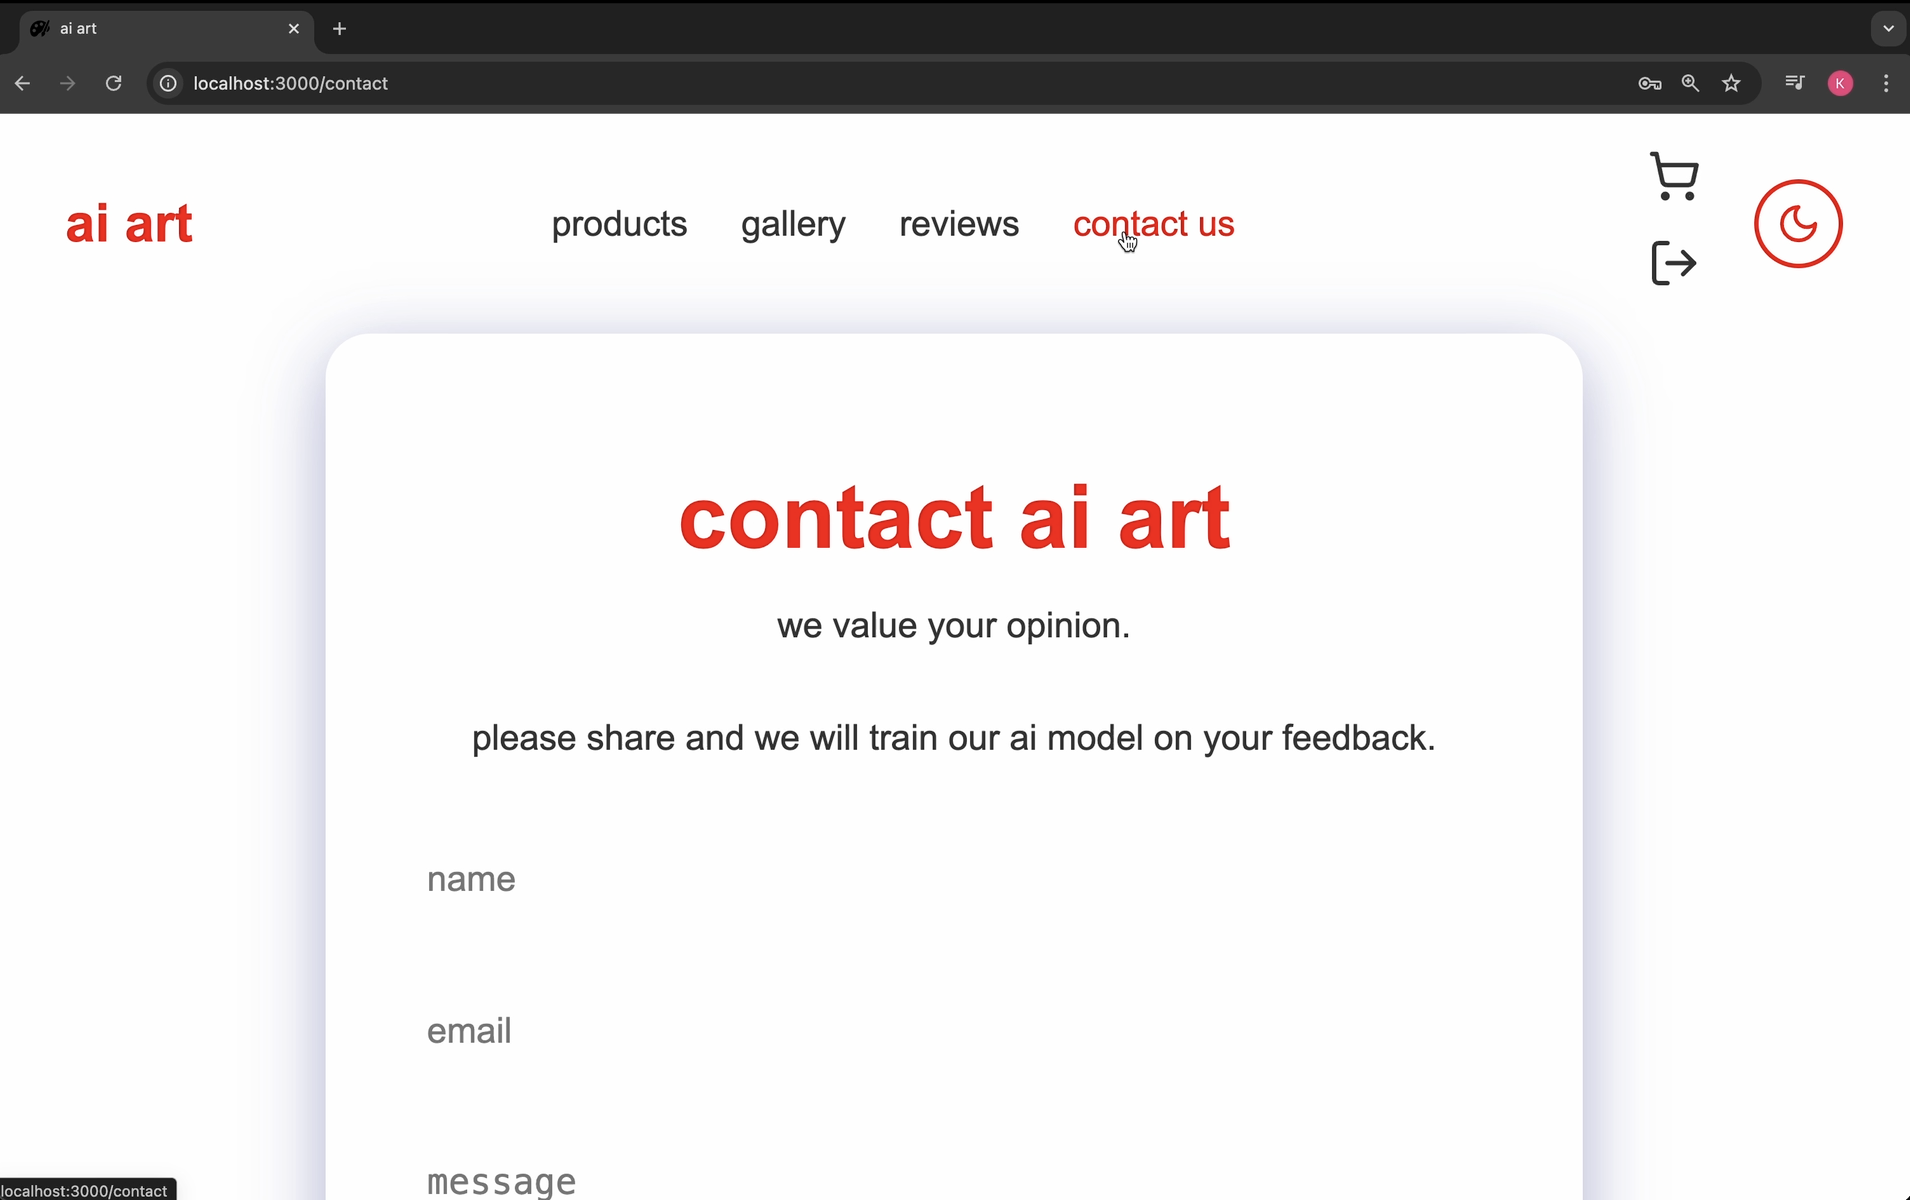 ai art
localhost:3000/contact
K
ai art
products gallery reviews contact us
contact ai art
we value your opinion.
please share and we will train our ai model on your feedback.
name
email
message
localhost:3000/contact